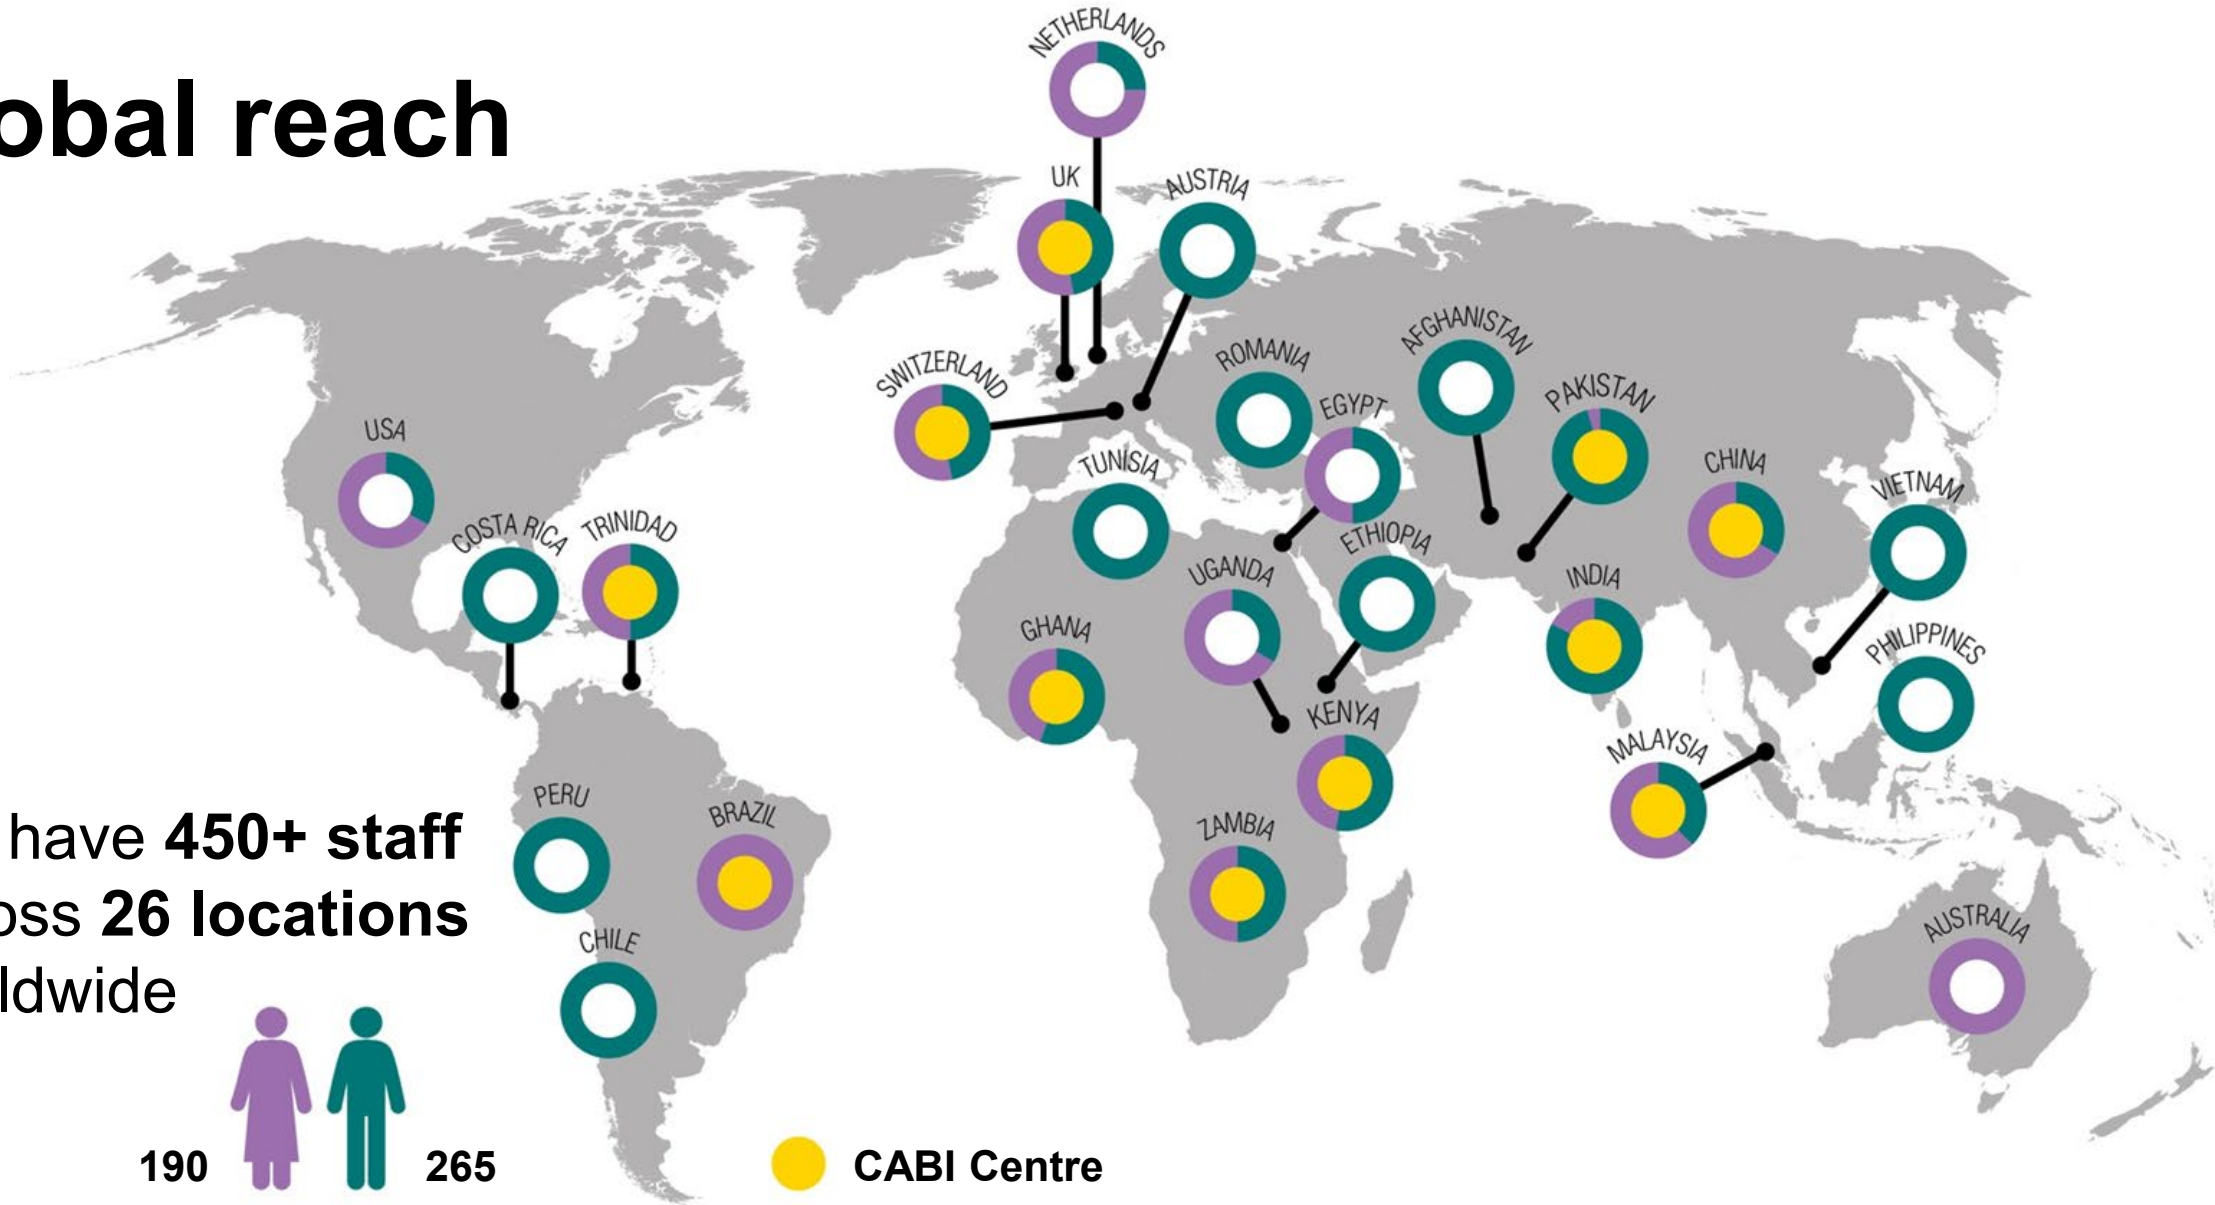 obal reach
NETHERLANDS
UK
AUSTRIA
SWITZERLAND
ROMANIA
AFGHANISTAN
EGYPT
PAKISTAN
USA
TUNISIA
CHINA
VIETNAM
COSTA RICA
TRINIDAD
ETHIOPIA
UGANDA
INDIA
GHANA
PHILIPPINES
KENYA
MALAYSIA
PERU
BRAZIL
ZAMBIA
have 450+ staff
oss 26 locations
ldwide
CHILE
AUSTRALIA
190
265
CABI Centre